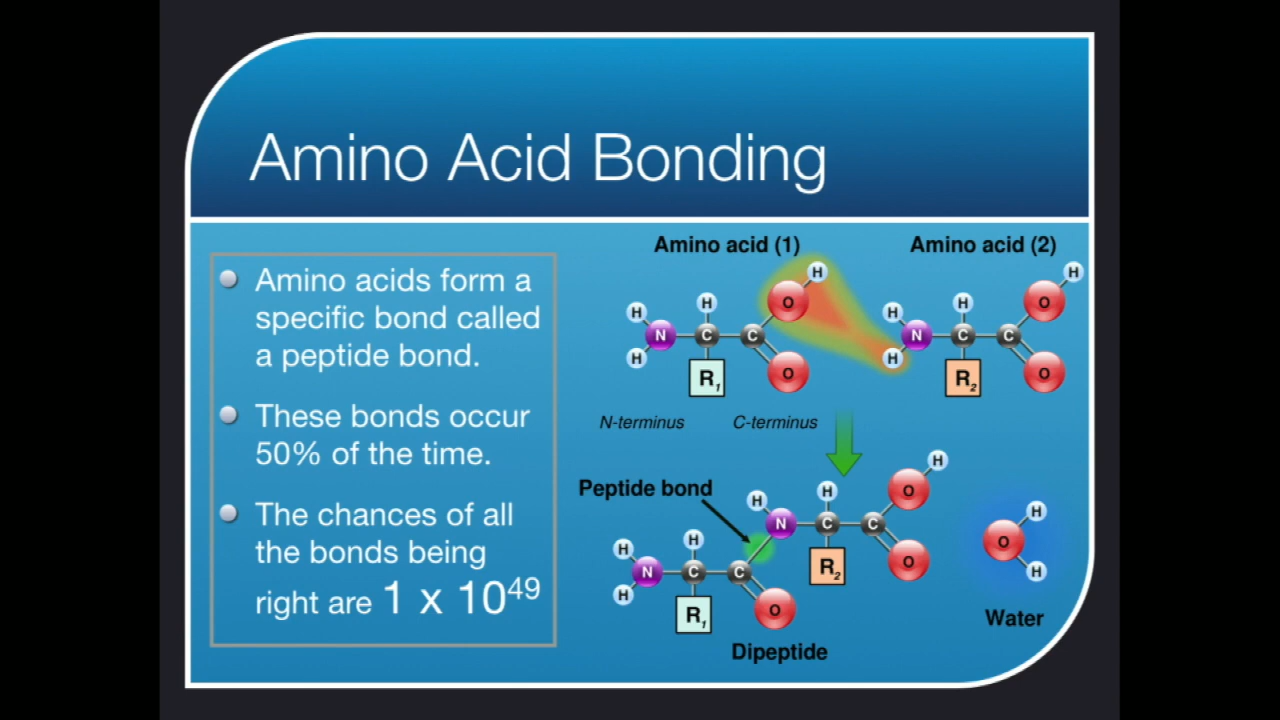 Amino Acid Bonding
Amino acids form a
specific bond called
a peptide bond.
These bonds occur
50% of the time.
The chances of all
the bonds being
right are 1 x 10⁴⁹
Amino acid (1)
Amino acid (2)
H
H
H
H
O
H
H
O
H
N
C
C
N
C
C
H
H
R₁
O
R₂
O
N-terminus
C-terminus
Peptide bond
H
H
H
O
N
C
C
H
H
O
H
H
R₂
O
O
N
C
C
H
H
R₁
O
Water
Dipeptide